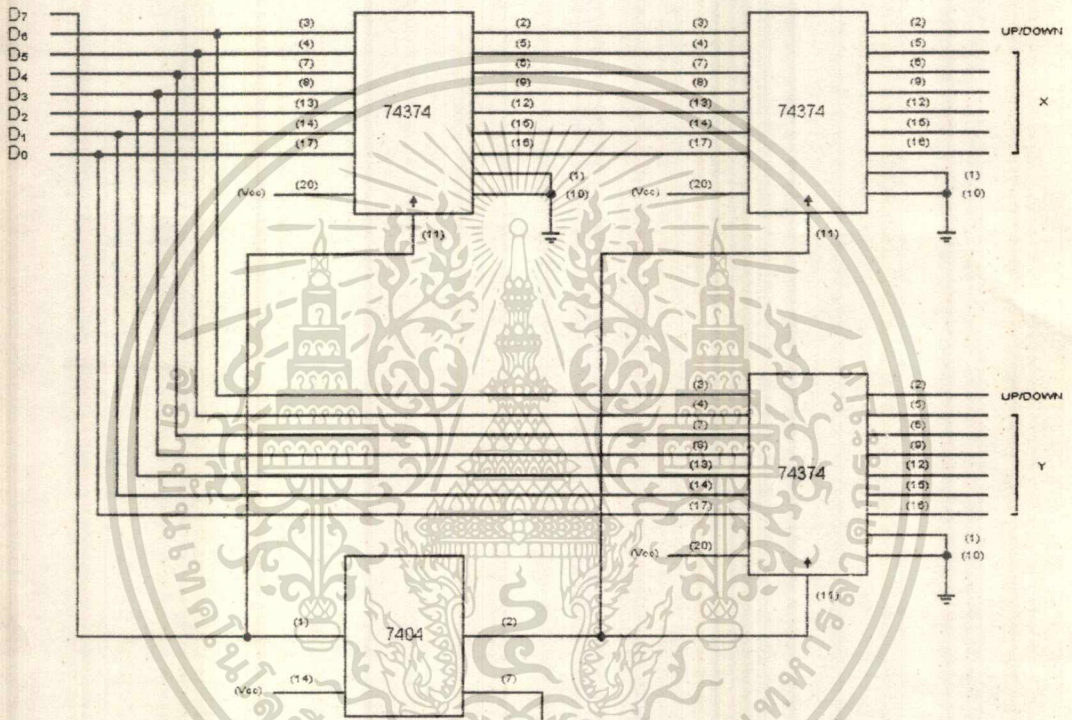 D7
D6 (3) (2) (3) (2) UP/DOWN
D5 (4) (5) (4) (5)
D4 (7) (6) (7) (6)
D3 (8) (9) (8) (9) X
D2 (13) 74374 (12) (13) 74374 (12)
D1 (14) (15) (14) (15)
D0 (17) (16) (17) (16)
(Vcc) (20) (1) (Vcc) (20) (1)
(10) (10)
(11) (11)
(3) (2) UP/DOWN
(4) (5)
(7) (6)
(8) (9) Y
(13) 74374 (12)
(14) (15)
(17) (16)
(Vcc) (20) (1)
(10)
(11)
(1) 7404 (2)
(Vcc) (14) (7)